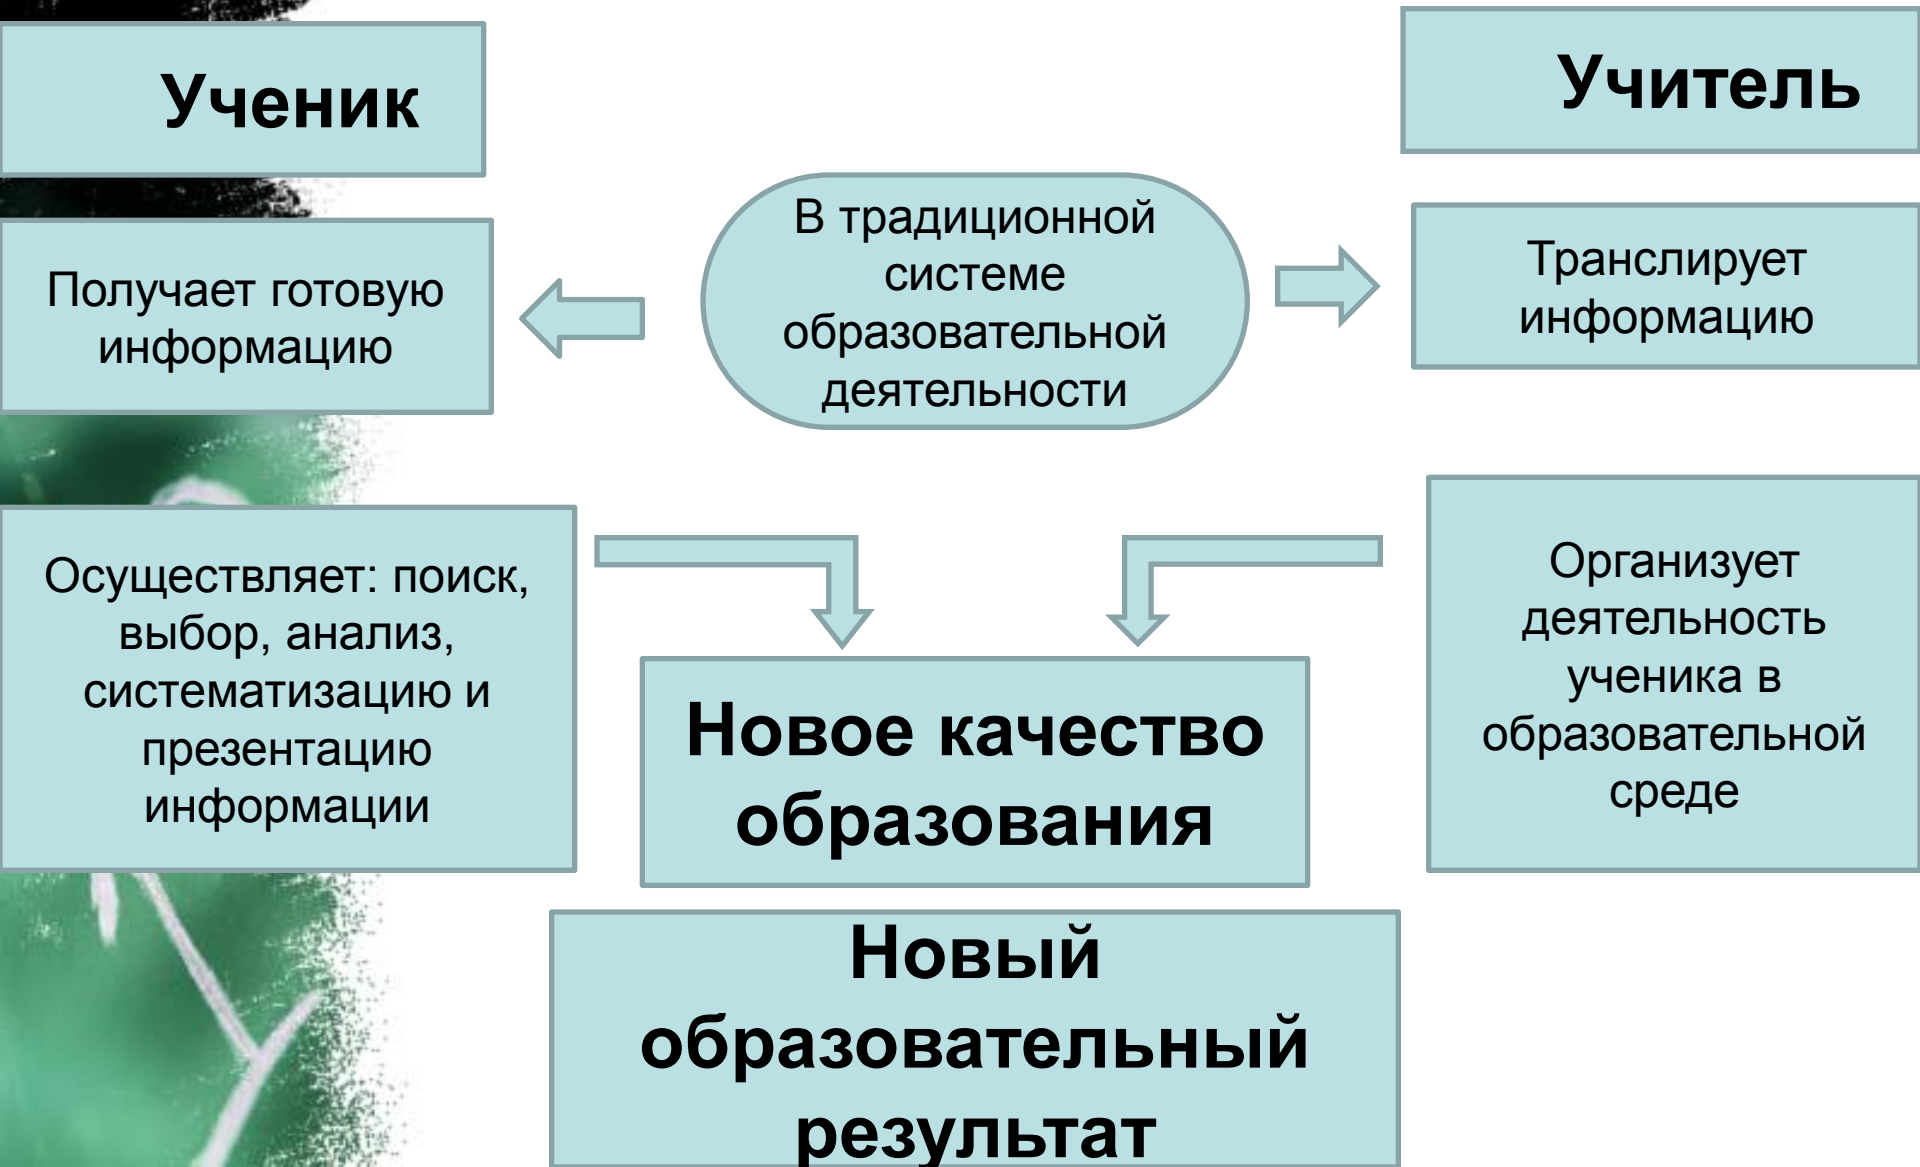 Ученик
Учитель
Получает готовую
информацию
В традиционной
системе
образовательной
деятельности
Транслирует
информацию
Осуществляет: поиск,
выбор, анализ,
систематизацию и
презентацию
информации
Новое качество
образования
Организует
деятельность
ученика в
образовательной
среде
Новый
образовательный
результат